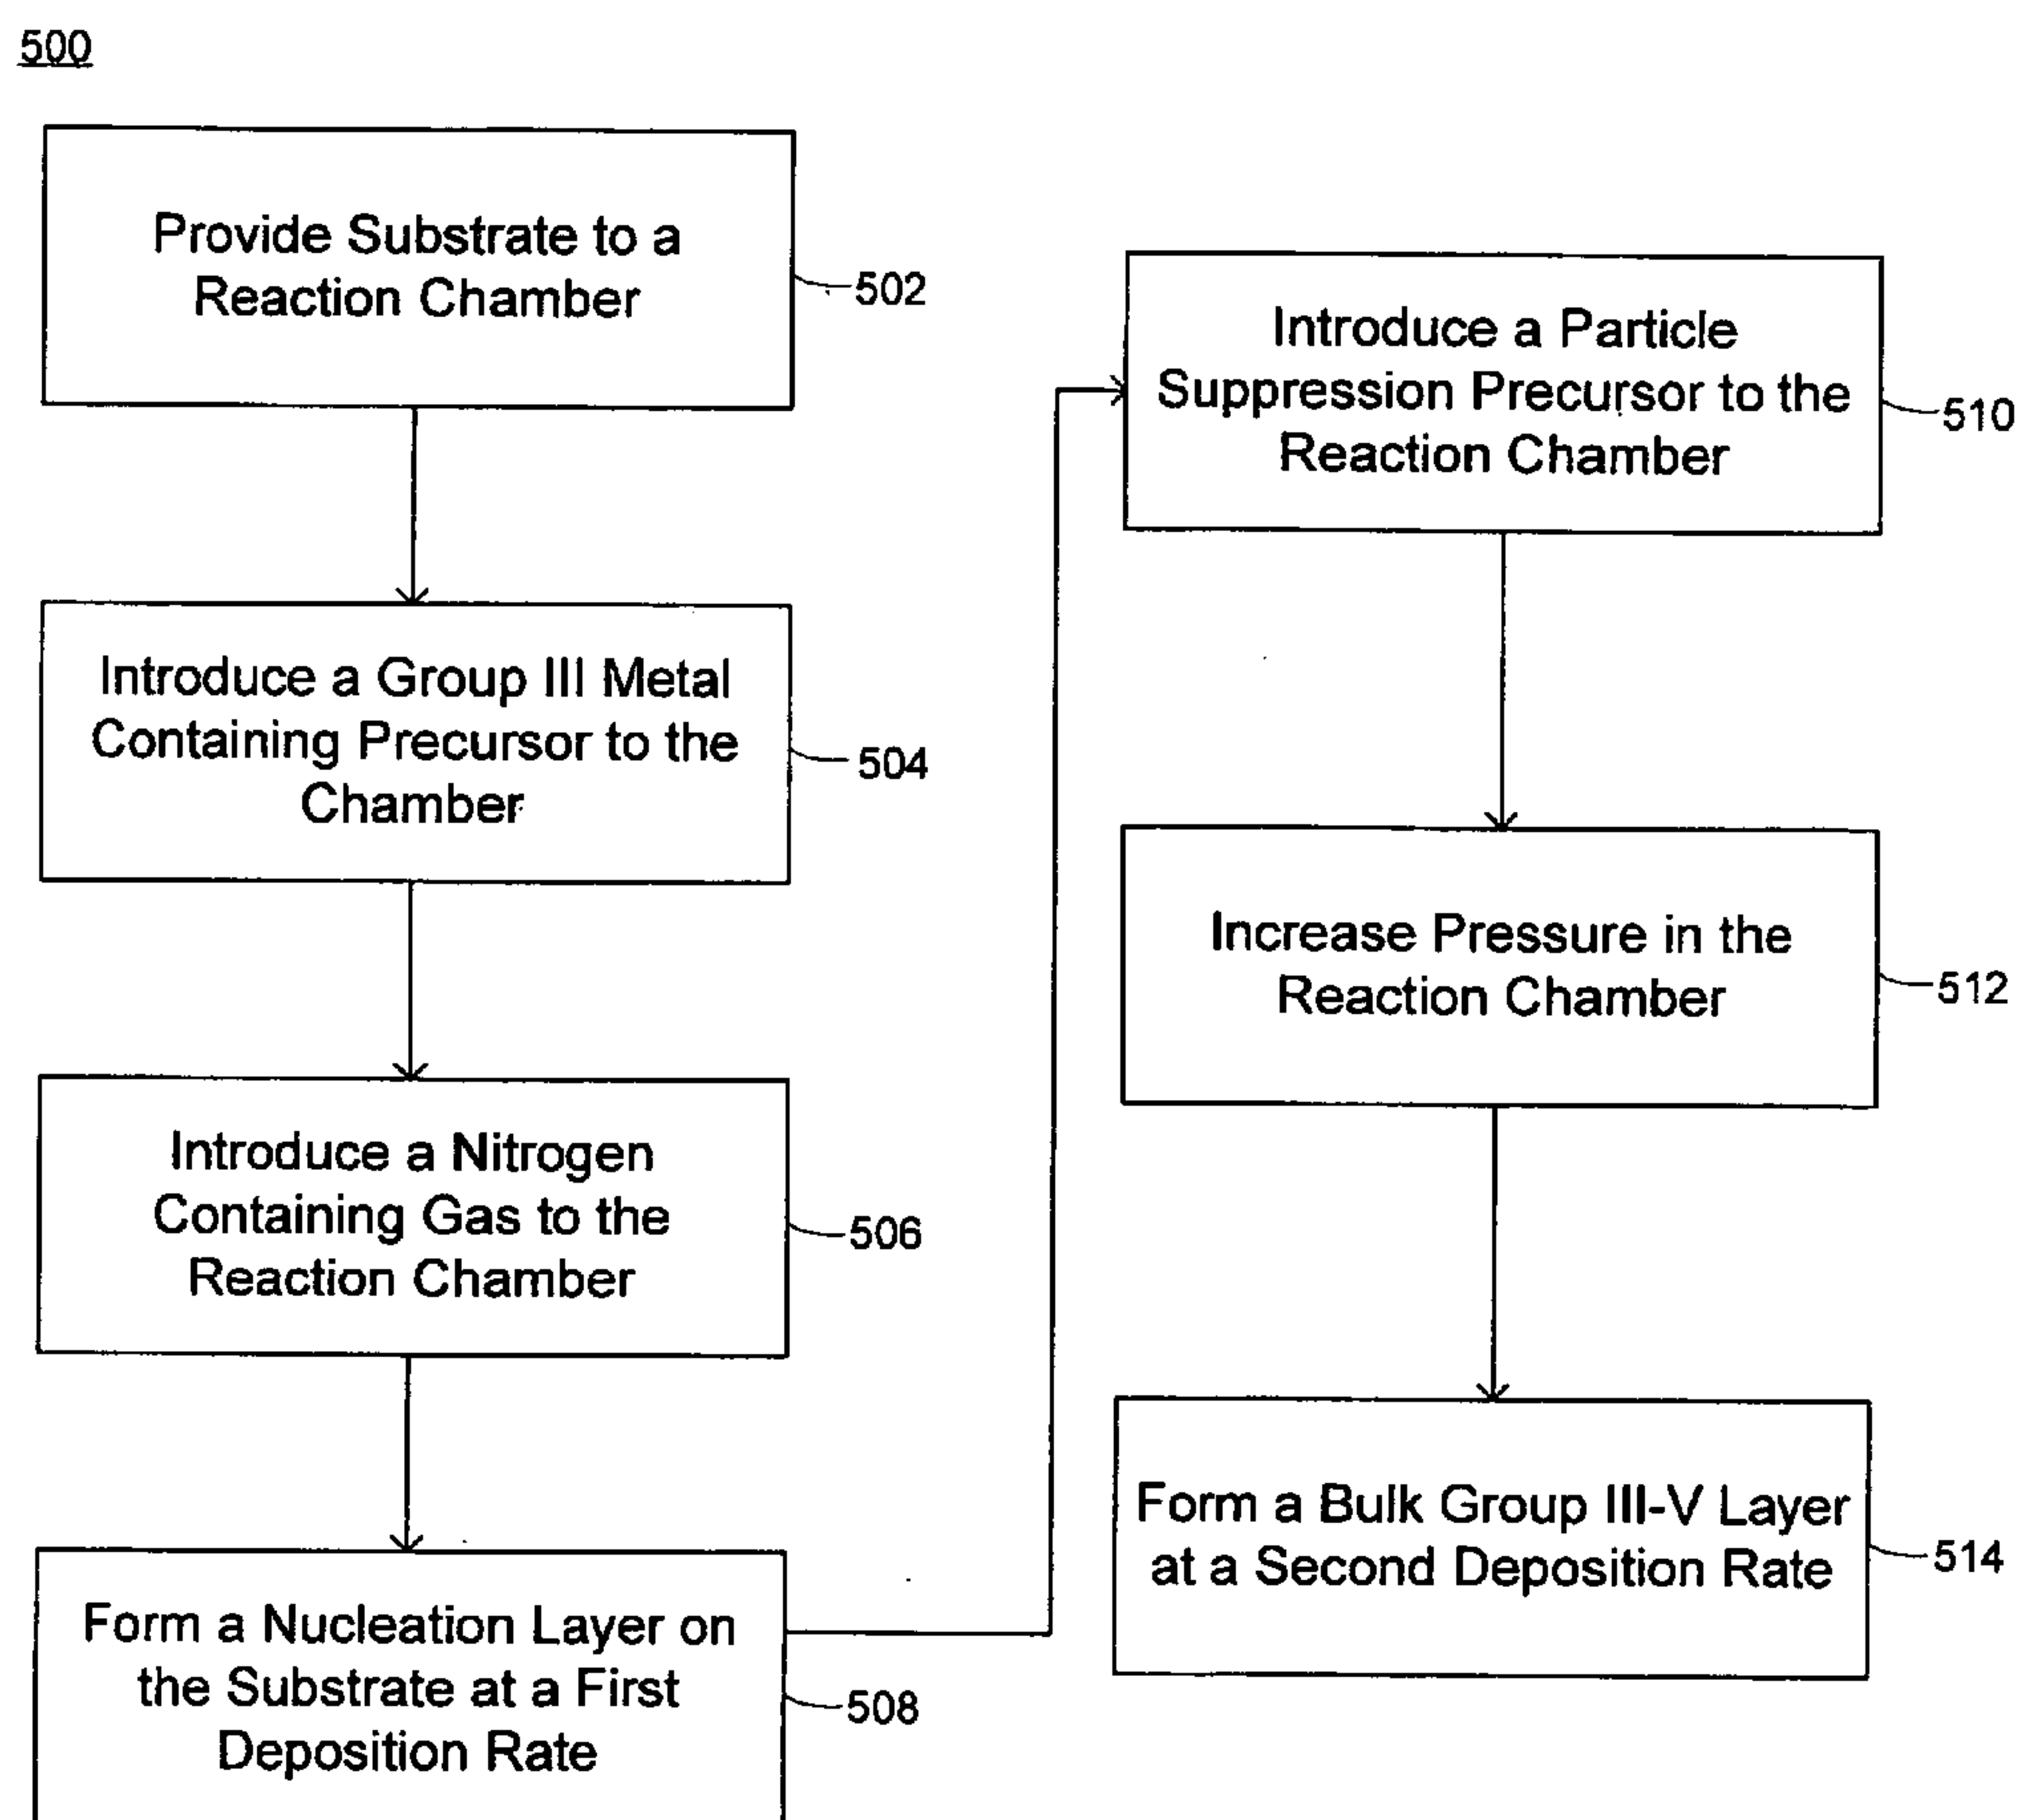 500
Provide Substrate to a
Reaction Chamber
502
Introduce a Group III Metal
Containing Precursor to the
Chamber
504
Introduce a Nitrogen
Containing Gas to the
Reaction Chamber
506
Form a Nucleation Layer on
the Substrate at a First
Deposition Rate
508
Introduce a Particle
Suppression Precursor to the
Reaction Chamber
510
Increase Pressure in the
Reaction Chamber
512
Form a Bulk Group III-V Layer
at a Second Deposition Rate
514